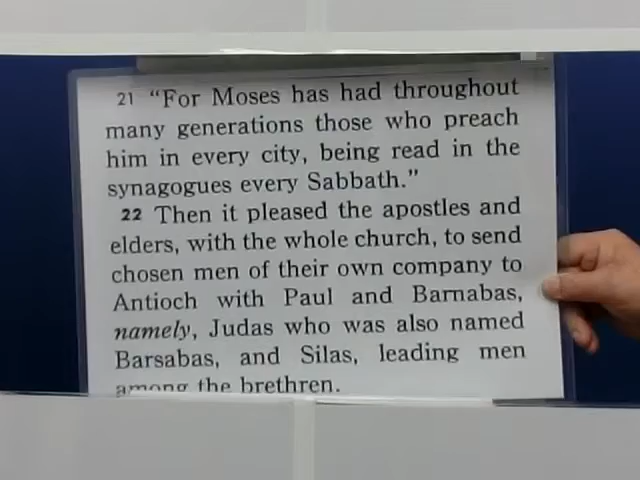 21 “For Moses has had throughout
many generations those who preach
him in every city, being read in the
synagogues every Sabbath.”
22 Then it pleased the apostles and
elders, with the whole church, to send
chosen men of their own company to
Antioch with Paul and Barnabas,
namely, Judas who was also named
Barsabas, and Silas, leading men
among the brethren.